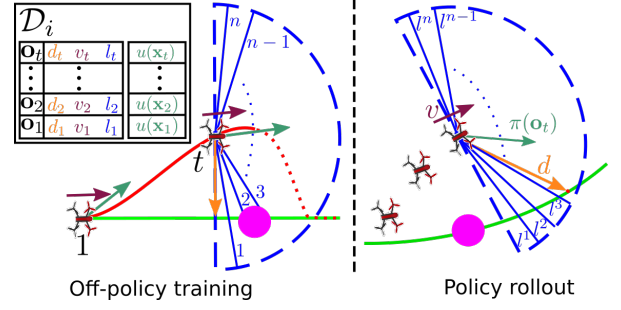 𝒟ᵢ
𝐨ₜ dₜ vₜ lₜ u(𝐱ₜ)
⋮ ⋮ ⋮
𝐨₂ d₂ v₂ l₂ u(𝐱₂)
𝐨₁ d₁ v₁ l₁ u(𝐱₁)
n
n − 1
t
2 3
1
1
Off-policy training
lⁿ lⁿ⁻¹
v
π(𝐨ₜ)
d
l¹ l² l³
Policy rollout